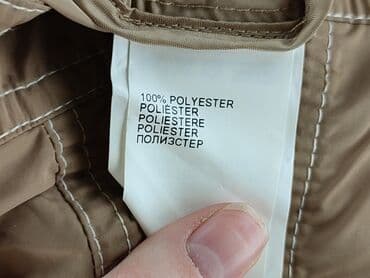 100% POLYESTER
POLIESTER
POLIESTERE
POLIESTER
ПОЛИЭСТЕР